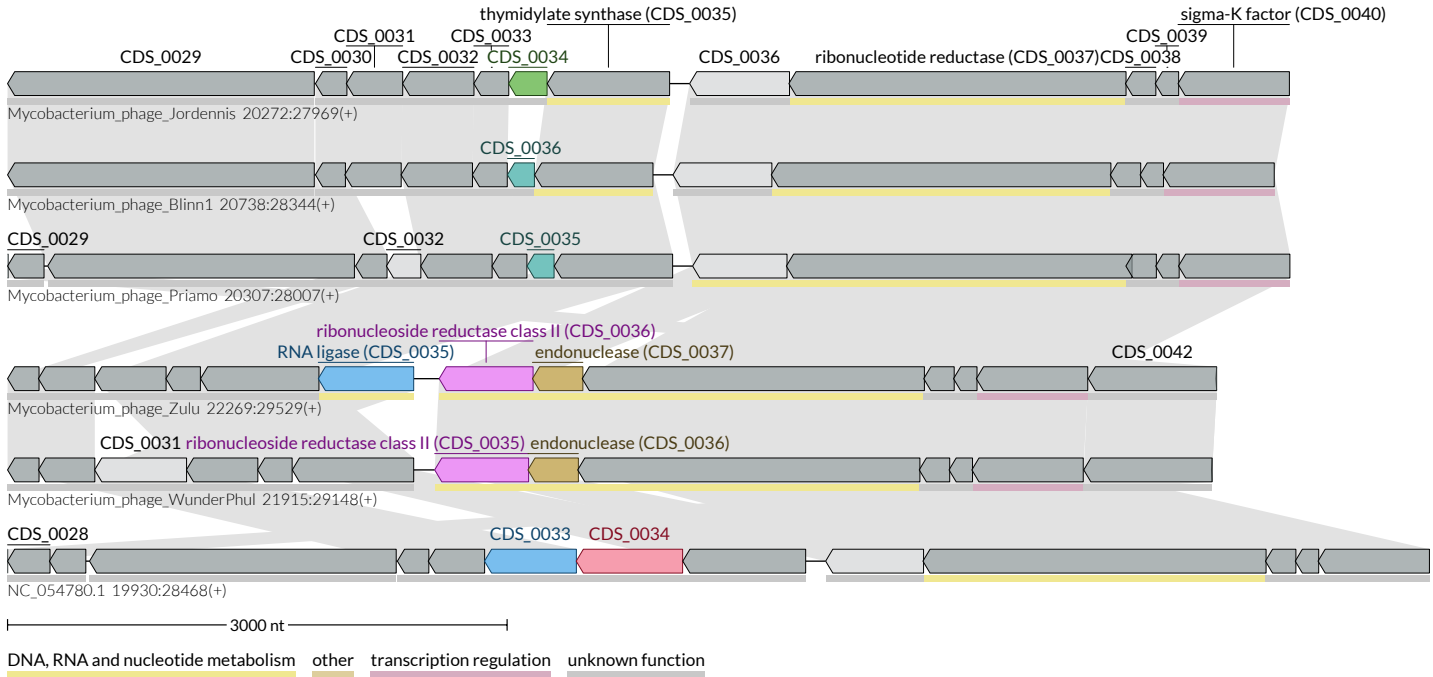 thymidylate synthase (CDS_0035)
sigma-K factor (CDS_0040)
CDS_0031
CDS_0033
CDS_0039
CDS_0029
CDS_0030
CDS_0032
CDS_0034
CDS_0036
ribonucleotide reductase (CDS_0037)
CDS_0038
Mycobacterium_phage_Jordennis 20272:27969(+)
CDS_0036
Mycobacterium_phage_Blinn1 20738:28344(+)
CDS_0029
CDS_0032
CDS_0035
Mycobacterium_phage_Priamo 20307:28007(+)
ribonucleoside reductase class II (CDS_0036)
RNA ligase (CDS_0035)
endonuclease (CDS_0037)
CDS_0042
Mycobacterium_phage_Zulu 22269:29529(+)
CDS_0031
ribonucleoside reductase class II (CDS_0035)
endonuclease (CDS_0036)
Mycobacterium_phage_WunderPhul 21915:29148(+)
CDS_0028
CDS_0033
CDS_0034
NC_054780.1 19930:28468(+)
3000 nt
DNA, RNA and nucleotide metabolism
other
transcription regulation
unknown function